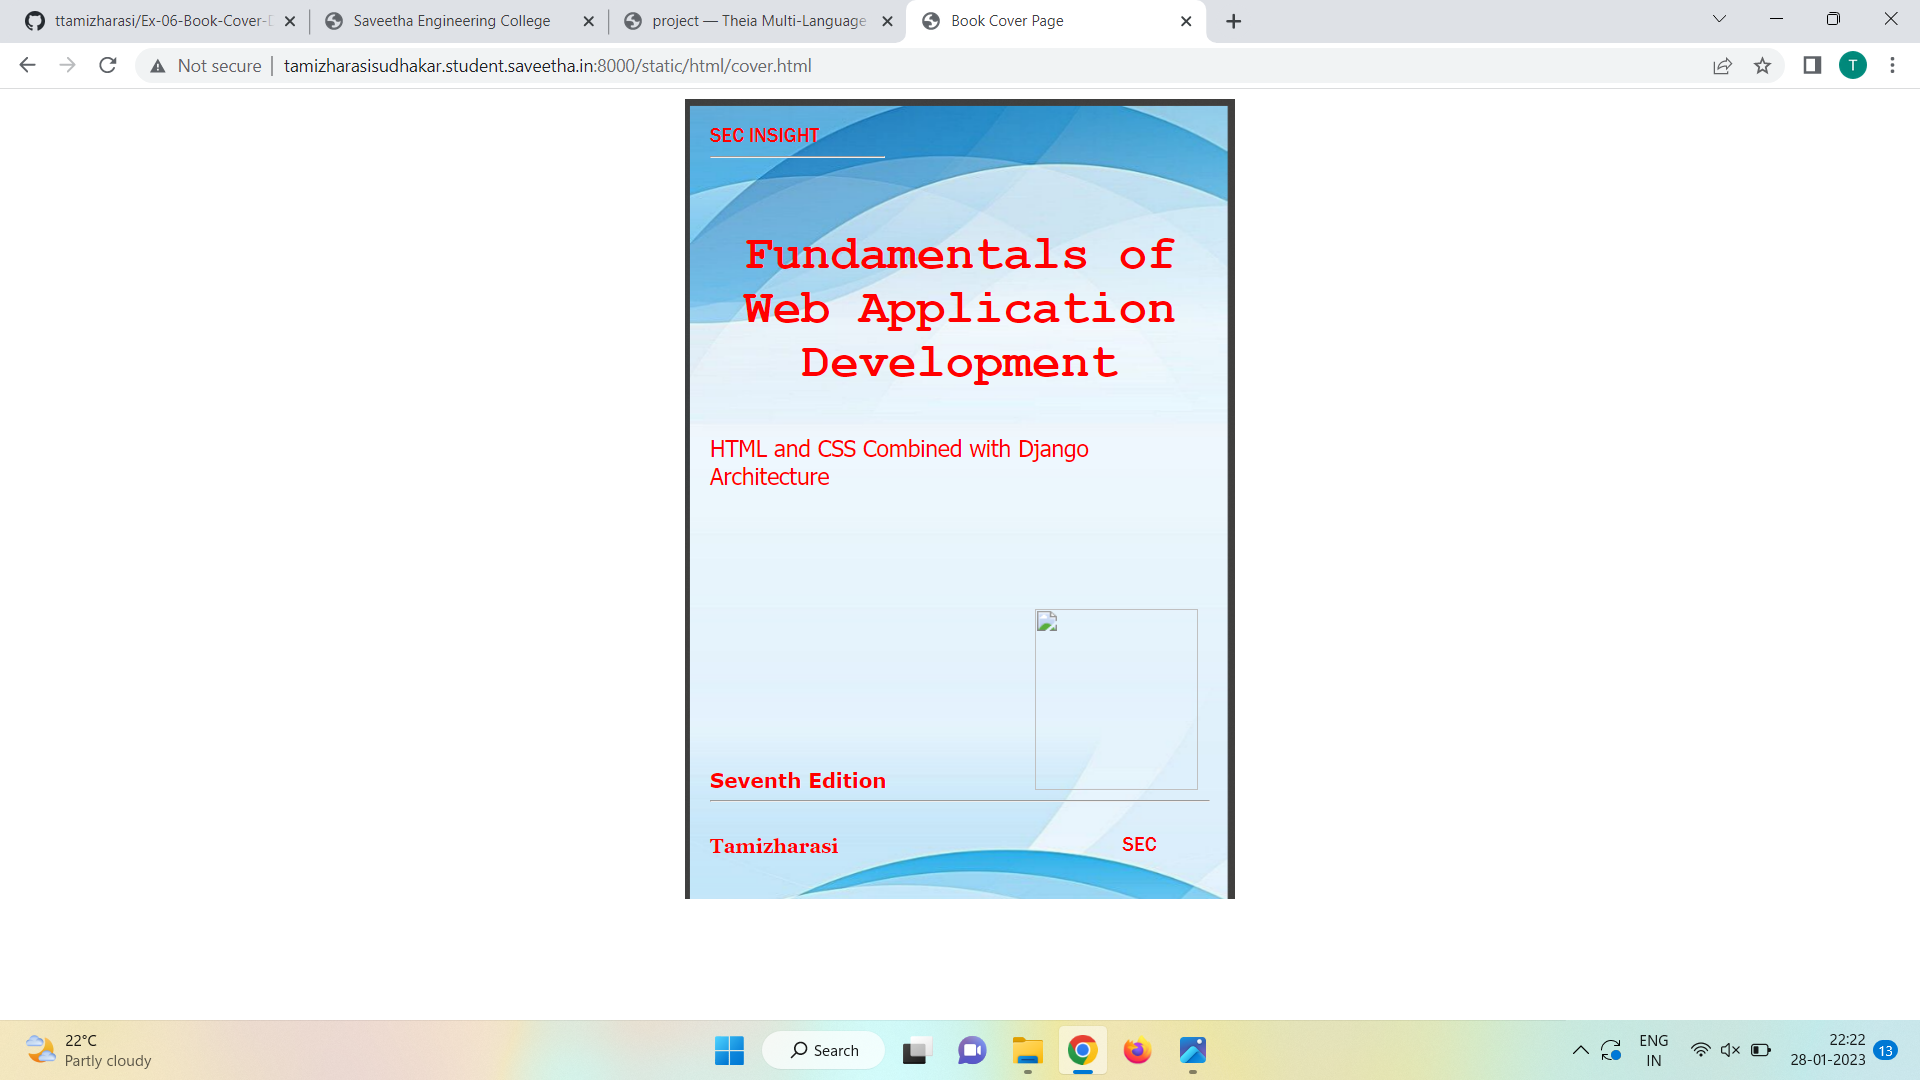 ttamizharasi/Ex-06-Book-Cover-D
Saveetha Engineering College
project — Theia Multi-Language
Book Cover Page
Not secure
tamizharasisudhakar.student.saveetha.in:8000/static/html/cover.html
T
SEC INSIGHT
Fundamentals of
Web Application
Development
HTML and CSS Combined with Django
Architecture
Seventh Edition
Tamizharasi
SEC
22°C
Partly cloudy
Search
ENG
IN
22:22
28-01-2023
13